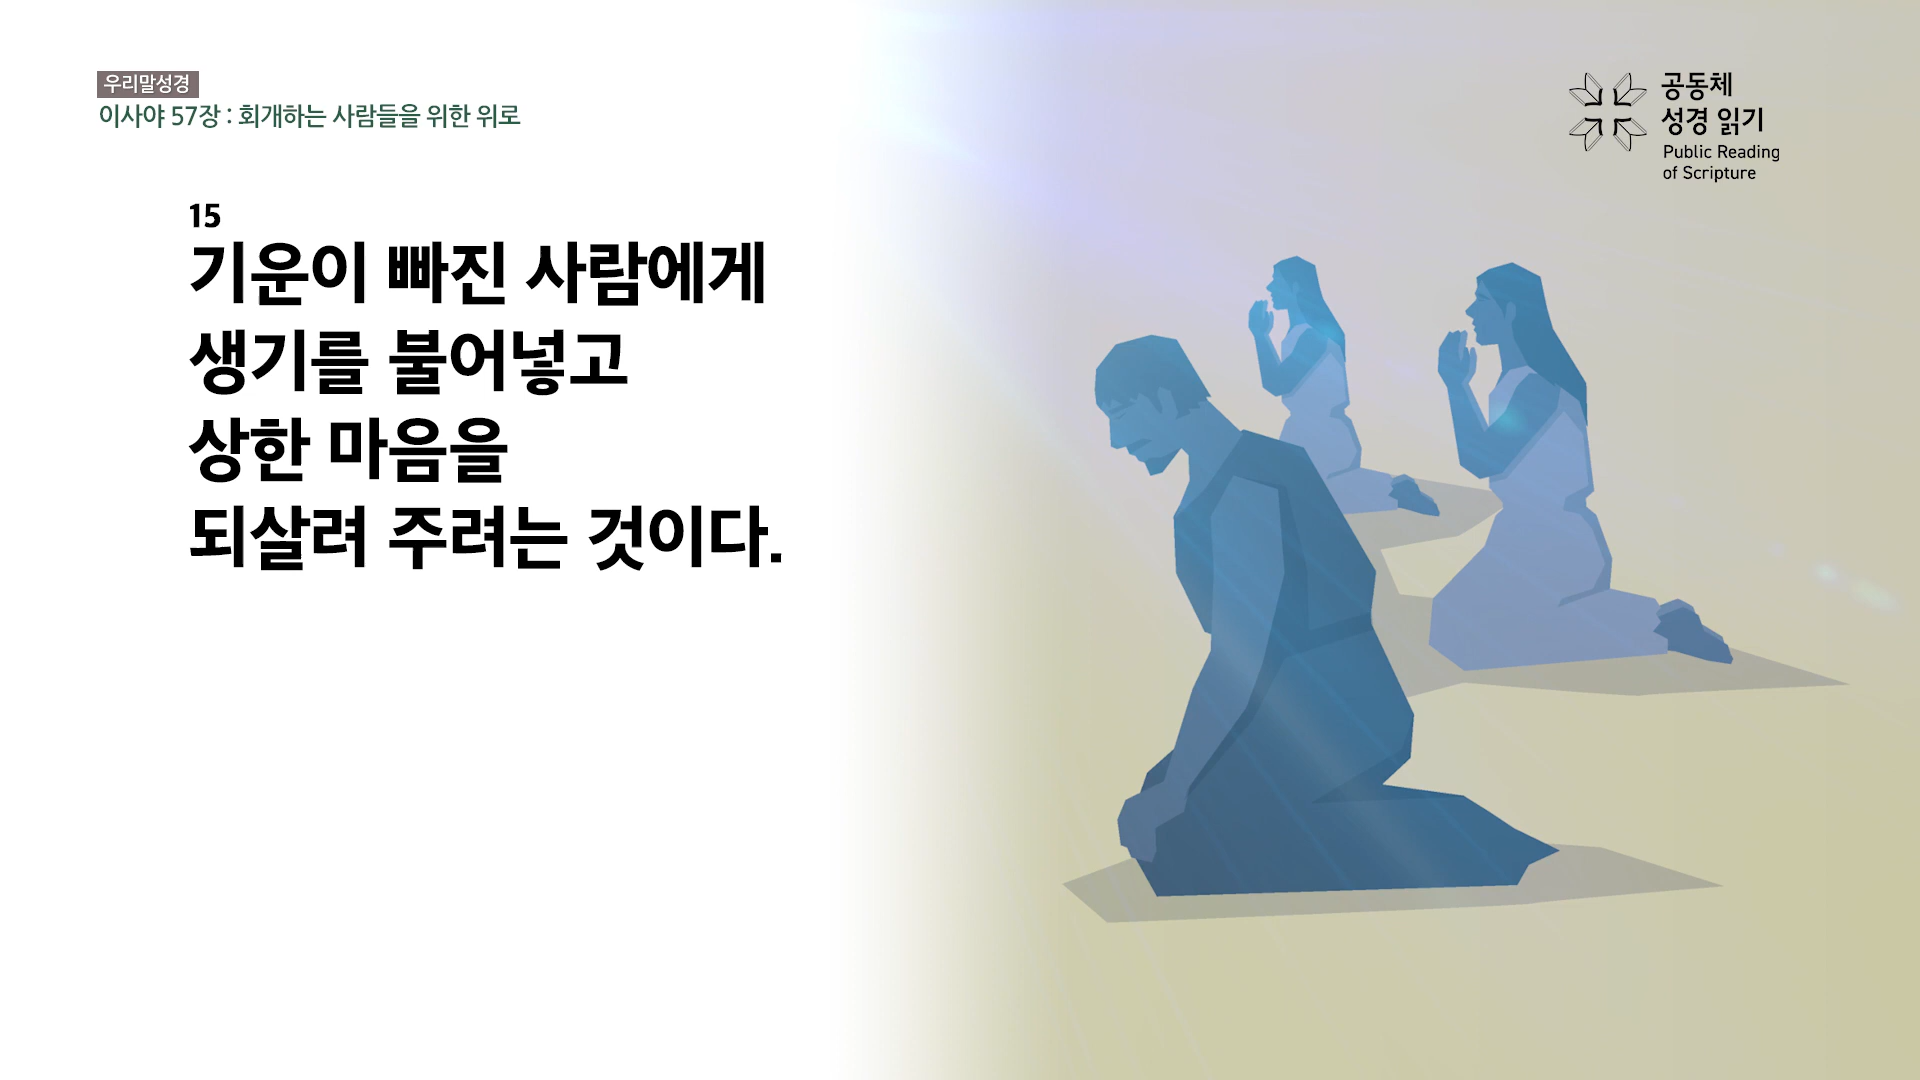 우리말성경
이사야 57장 : 회개하는 사람들을 위한 위로
공동체
성경 읽기
Public Reading
of Scripture
15
기운이 빠진 사람에게
생기를 불어넣고
상한 마음을
되살려 주려는 것이다.